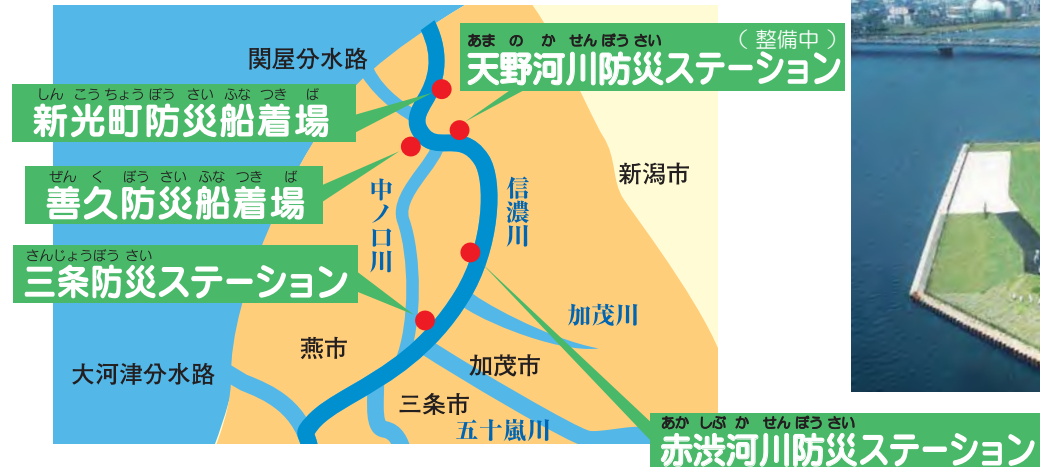 関屋分水路
あまのかせんぼうさい
（整備中）
天野河川防災ステーション
しんこうちょうぼうさいふなつきば
新光町防災船着場
ぜんくぼうさいふなつきば
善久防災船着場
新潟市
中ノ口川
信濃川
さんじょうぼうさい
三条防災ステーション
加茂川
燕市
加茂市
大河津分水路
三条市
五十嵐川
あかしぶかせんぼうさい
赤渋河川防災ステーション